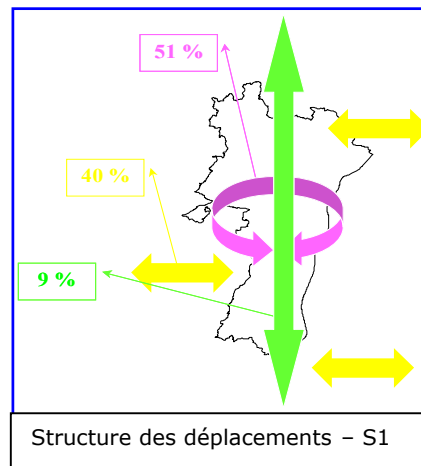 51 %
40 %
9 %
Structure des déplacements – S1